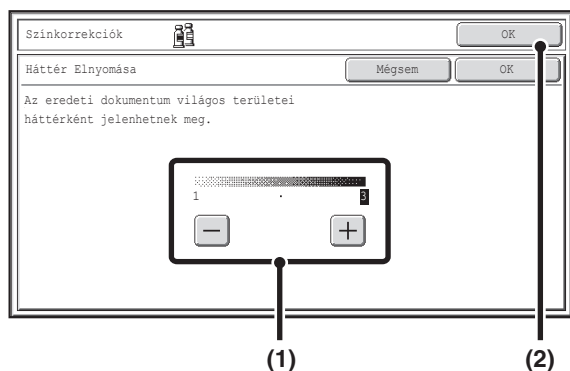 Színkorrekciók OK
Háttér Elnyomása Mégsem OK
Az eredeti dokumentum világos területei
háttérként jelenhetnek meg.
1 · 3
− +
(1) (2)